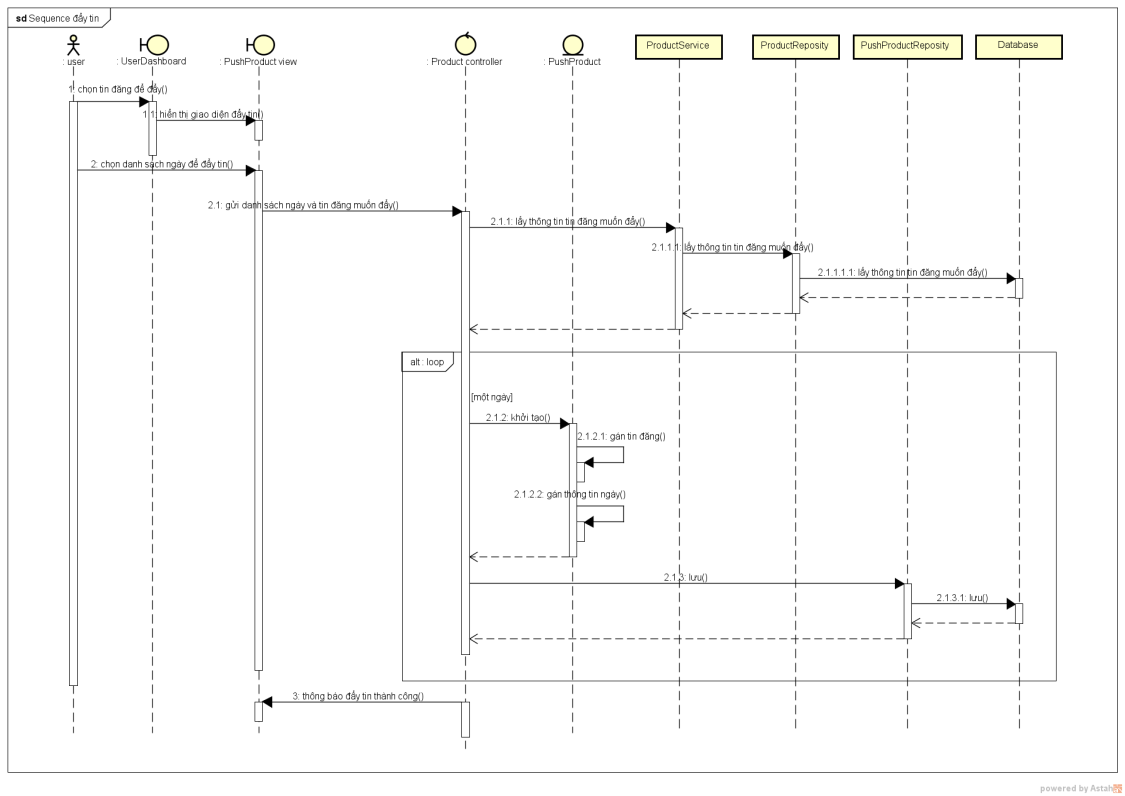 sd Sequence đẩy tin
: user
: UserDashboard
: PushProduct view
: Product controller
: PushProduct
ProductService
ProductReposity
PushProductReposity
Database
1: chọn tin đăng để đẩy()
1.1: hiển thị giao diện đẩy tin()
2: chọn danh sách ngày để đẩy tin()
2.1: gửi danh sách ngày và tin đăng muốn đẩy()
2.1.1: lấy thông tin tin đăng muốn đẩy()
2.1.1.1: lấy thông tin tin đăng muốn đẩy()
2.1.1.1.1: lấy thông tin tin đăng muốn đẩy()
alt : loop
[một ngày]
2.1.2: khởi tạo()
2.1.2.1: gán tin đăng()
2.1.2.2: gán thông tin ngày()
2.1.3: lưu()
2.1.3.1: lưu()
3: thông báo đẩy tin thành công()
powered by Astah